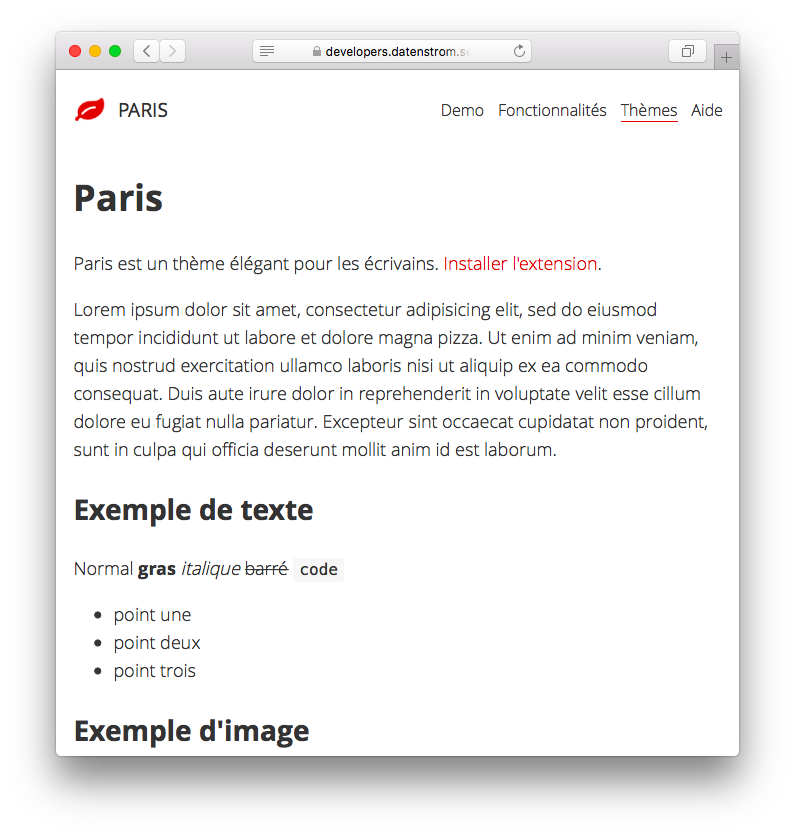 developers.datenstrom.s
PARIS
Demo Fonctionnalités Thèmes Aide
Paris
Paris est un thème élégant pour les écrivains. Installer l'extension.
Lorem ipsum dolor sit amet, consectetur adipisicing elit, sed do eiusmod
tempor incididunt ut labore et dolore magna pizza. Ut enim ad minim veniam,
quis nostrud exercitation ullamco laboris nisi ut aliquip ex ea commodo
consequat. Duis aute irure dolor in reprehenderit in voluptate velit esse cillum
dolore eu fugiat nulla pariatur. Excepteur sint occaecat cupidatat non proident,
sunt in culpa qui officia deserunt mollit anim id est laborum.
Exemple de texte
Normal gras italique barré code
• point une
• point deux
• point trois
Exemple d'image